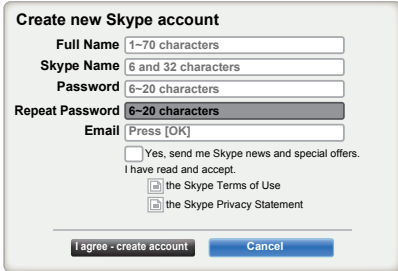 Create new Skype account
Full Name 1~70 characters
Skype Name 6 and 32 characters
Password 6~20 characters
Repeat Password 6~20 characters
Email Press [OK]
Yes, send me Skype news and special offers.
I have read and accept.
the Skype Terms of Use
the Skype Privacy Statement
I agree - create account Cancel